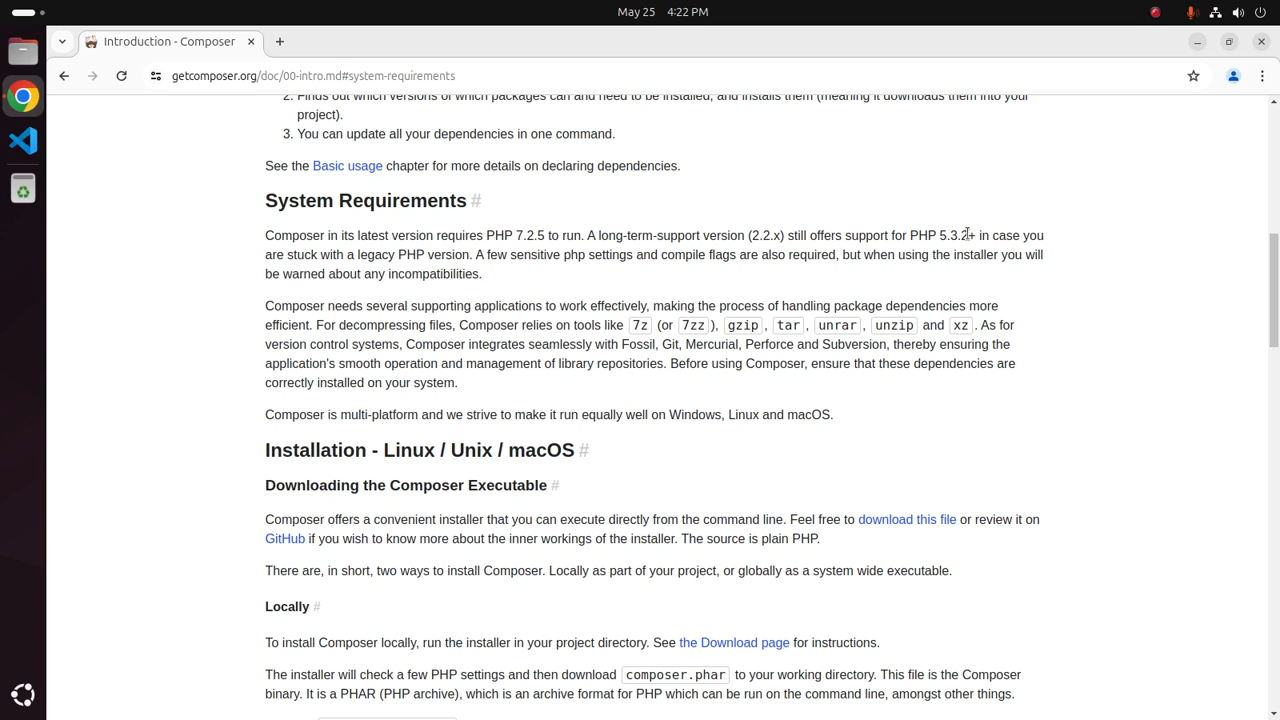 May 25 4:22 PM
Introduction - Composer
getcomposer.org/doc/00-intro.md#system-requirements
2. Finds out which versions of which packages can and need to be installed, and installs them (meaning it downloads them into your
project).
3. You can update all your dependencies in one command.
See the Basic usage chapter for more details on declaring dependencies.
System Requirements #
Composer in its latest version requires PHP 7.2.5 to run. A long-term-support version (2.2.x) still offers support for PHP 5.3.2+ in case you
are stuck with a legacy PHP version. A few sensitive php settings and compile flags are also required, but when using the installer you will
be warned about any incompatibilities.
Composer needs several supporting applications to work effectively, making the process of handling package dependencies more
efficient. For decompressing files, Composer relies on tools like 7z (or 7zz), gzip, tar, unrar, unzip and xz. As for
version control systems, Composer integrates seamlessly with Fossil, Git, Mercurial, Perforce and Subversion, thereby ensuring the
application's smooth operation and management of library repositories. Before using Composer, ensure that these dependencies are
correctly installed on your system.
Composer is multi-platform and we strive to make it run equally well on Windows, Linux and macOS.
Installation - Linux / Unix / macOS #
Downloading the Composer Executable #
Composer offers a convenient installer that you can execute directly from the command line. Feel free to download this file or review it on
GitHub if you wish to know more about the inner workings of the installer. The source is plain PHP.
There are, in short, two ways to install Composer. Locally as part of your project, or globally as a system wide executable.
Locally #
To install Composer locally, run the installer in your project directory. See the Download page for instructions.
The installer will check a few PHP settings and then download composer.phar to your working directory. This file is the Composer
binary. It is a PHAR (PHP archive), which is an archive format for PHP which can be run on the command line, amongst other things.